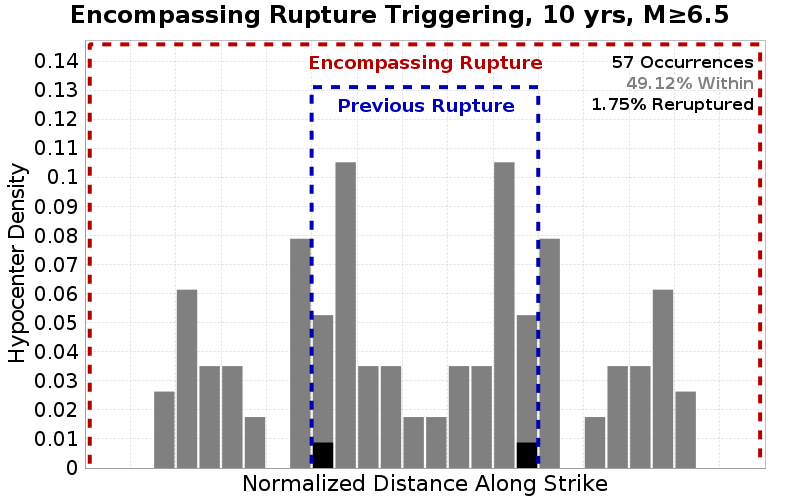 Encompassing Rupture Triggering, 10 yrs, M≥6.5
Encompassing Rupture
Previous Rupture
57 Occurrences
49.12% Within
1.75% Reruptured
Hypocenter Density
0.14
0.13
0.12
0.11
0.1
0.09
0.08
0.07
0.06
0.05
0.04
0.03
0.02
0.01
0
Normalized Distance Along Strike